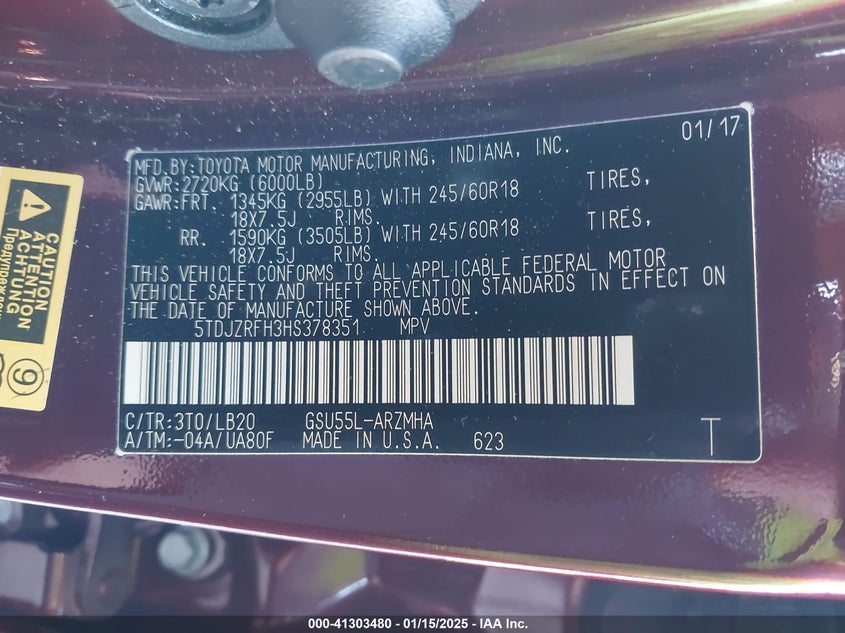 01/17
MFD.BY:TOYOTA MOTOR MANUFACTURING, INDIANA, INC.
GVWR:2720KG (6000LB)
GAWR:FRT. 1345KG (2955LB) WITH 245/60R18 TIRES,
18X7.5J RIMS.
RR. 1590KG (3505LB) WITH 245/60R18 TIRES,
18X7.5J RIMS.
THIS VEHICLE CONFORMS TO ALL APPLICABLE FEDERAL MOTOR
VEHICLE SAFETY AND THEFT PREVENTION STANDARDS IN EFFECT ON
THE DATE OF MANUFACTURE SHOWN ABOVE.
5TDJZRFH3HS378351 MPV
C/TR:3T0/LB20 GSU55L-ARZMHA
A/TM:-04A/UA80F MADE IN U.S.A. 623
T
CAUTION
ATTENTION
ACHTUNG
9
000-41303480 - 01/15/2025 - IAA Inc.